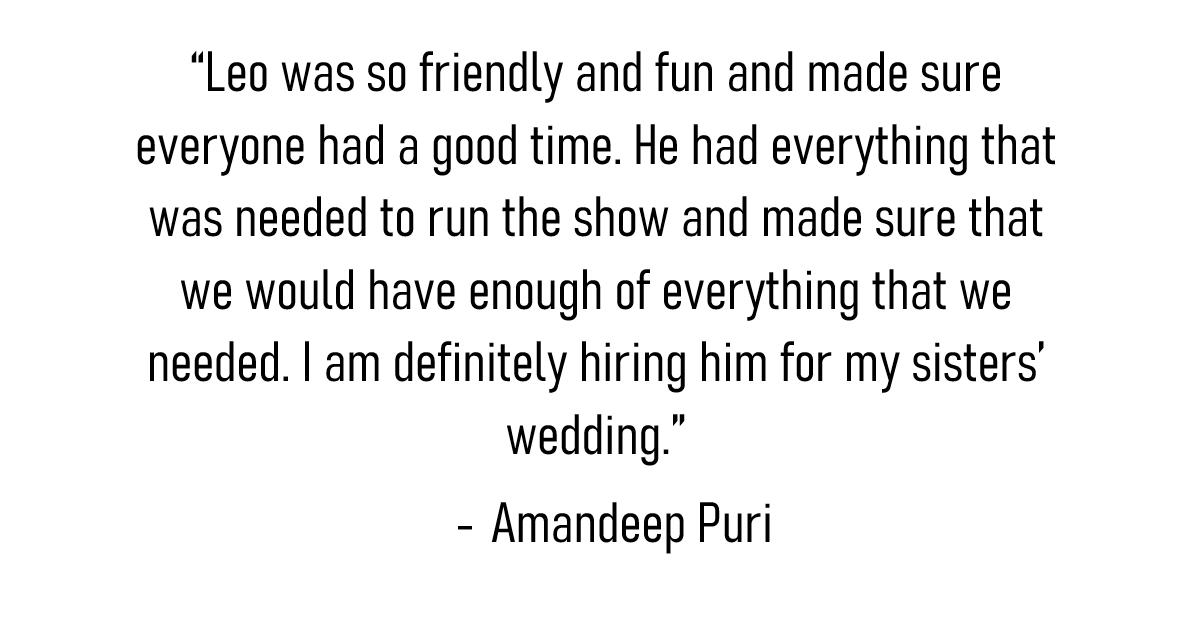 “Leo was so friendly and fun and made sure
everyone had a good time. He had everything that
was needed to run the show and made sure that
we would have enough of everything that we
needed. I am definitely hiring him for my sisters’
wedding.”
- Amandeep Puri